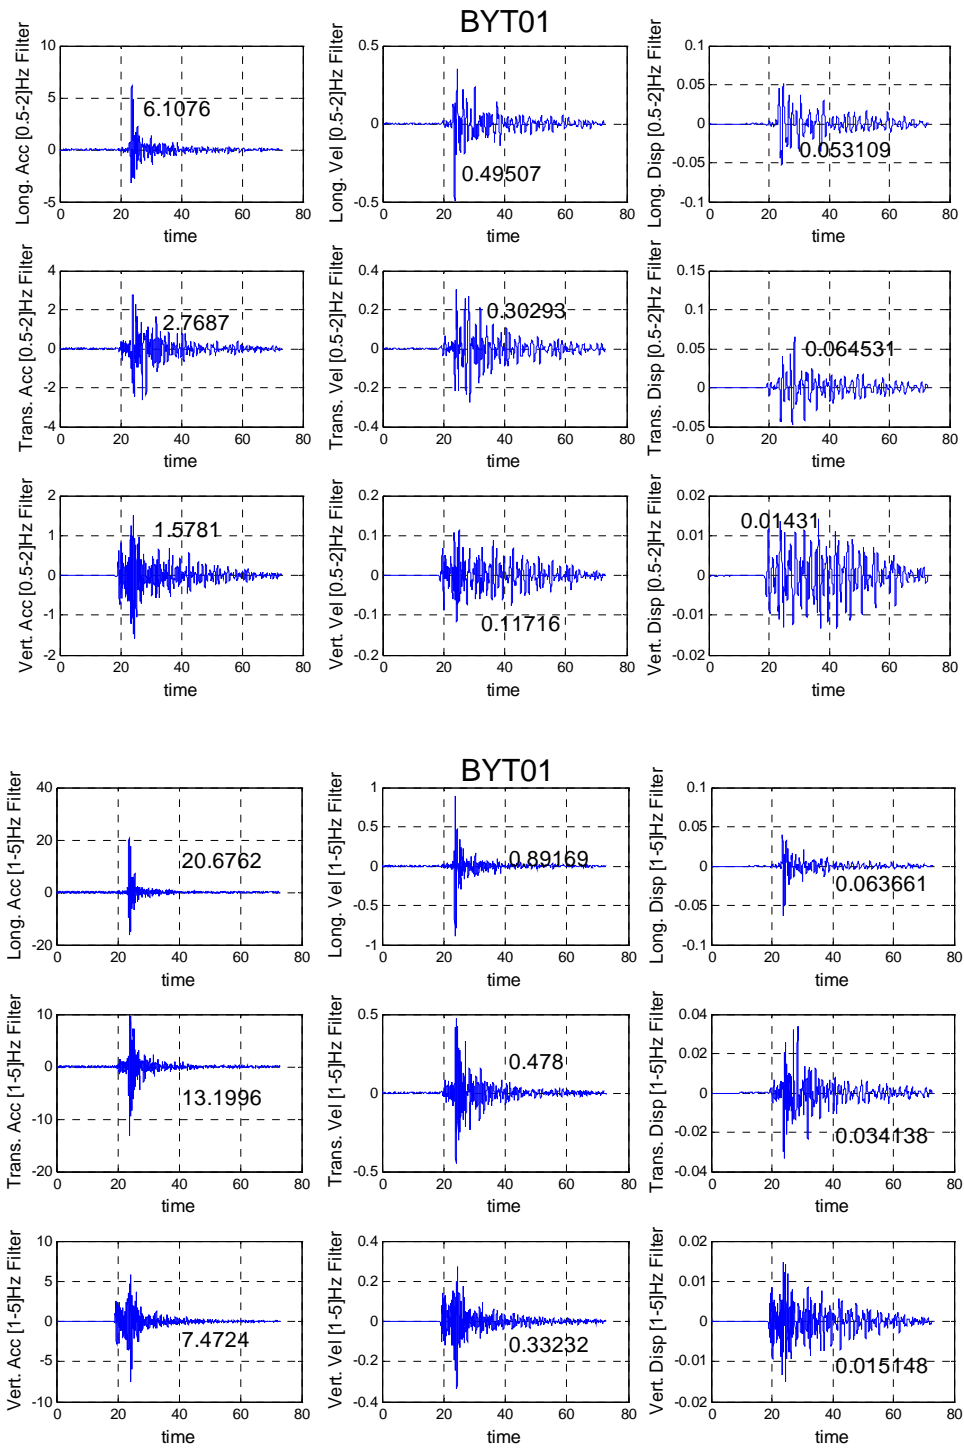 BYT01
Long. Acc [0.5-2]Hz Filter
10
5
0
-5
6.1076
0 20 40 60 80
time
Long. Vel [0.5-2]Hz Filter
0.5
0
-0.5
0.49507
0 20 40 60 80
time
Long. Disp [0.5-2]Hz Filter
0.1
0.05
0
-0.05
-0.1
0.053109
0 20 40 60 80
time
Trans. Acc [0.5-2]Hz Filter
4
2
0
-2
-4
2.7687
0 20 40 60 80
time
Trans. Vel [0.5-2]Hz Filter
0.4
0.2
0
-0.2
-0.4
0.30293
0 20 40 60 80
time
Trans. Disp [0.5-2]Hz Filter
0.15
0.1
0.05
0
-0.05
0.064531
0 20 40 60 80
time
Vert. Acc [0.5-2]Hz Filter
2
1
0
-1
-2
1.5781
0 20 40 60 80
time
Vert. Vel [0.5-2]Hz Filter
0.2
0.1
0
-0.1
-0.2
0.11716
0 20 40 60 80
time
Vert. Disp [0.5-2]Hz Filter
0.02
0.01
0
-0.01
-0.02
0.01431
0 20 40 60 80
time
BYT01
Long. Acc [1-5]Hz Filter
40
20
0
-20
20.6762
0 20 40 60 80
time
Long. Vel [1-5]Hz Filter
1
0.5
0
-0.5
-1
0.89169
0 20 40 60 80
time
Long. Disp [1-5]Hz Filter
0.1
0.05
0
-0.05
-0.1
0.063661
0 20 40 60 80
time
Trans. Acc [1-5]Hz Filter
10
0
-10
-20
13.1996
0 20 40 60 80
time
Trans. Vel [1-5]Hz Filter
0.5
0
-0.5
0.478
0 20 40 60 80
time
Trans. Disp [1-5]Hz Filter
0.04
0.02
0
-0.02
-0.04
0.034138
0 20 40 60 80
time
Vert. Acc [1-5]Hz Filter
10
5
0
-5
-10
7.4724
0 20 40 60 80
time
Vert. Vel [1-5]Hz Filter
0.4
0.2
0
-0.2
-0.4
0.33232
0 20 40 60 80
time
Vert. Disp [1-5]Hz Filter
0.02
0.01
0
-0.01
-0.02
0.015148
0 20 40 60 80
time